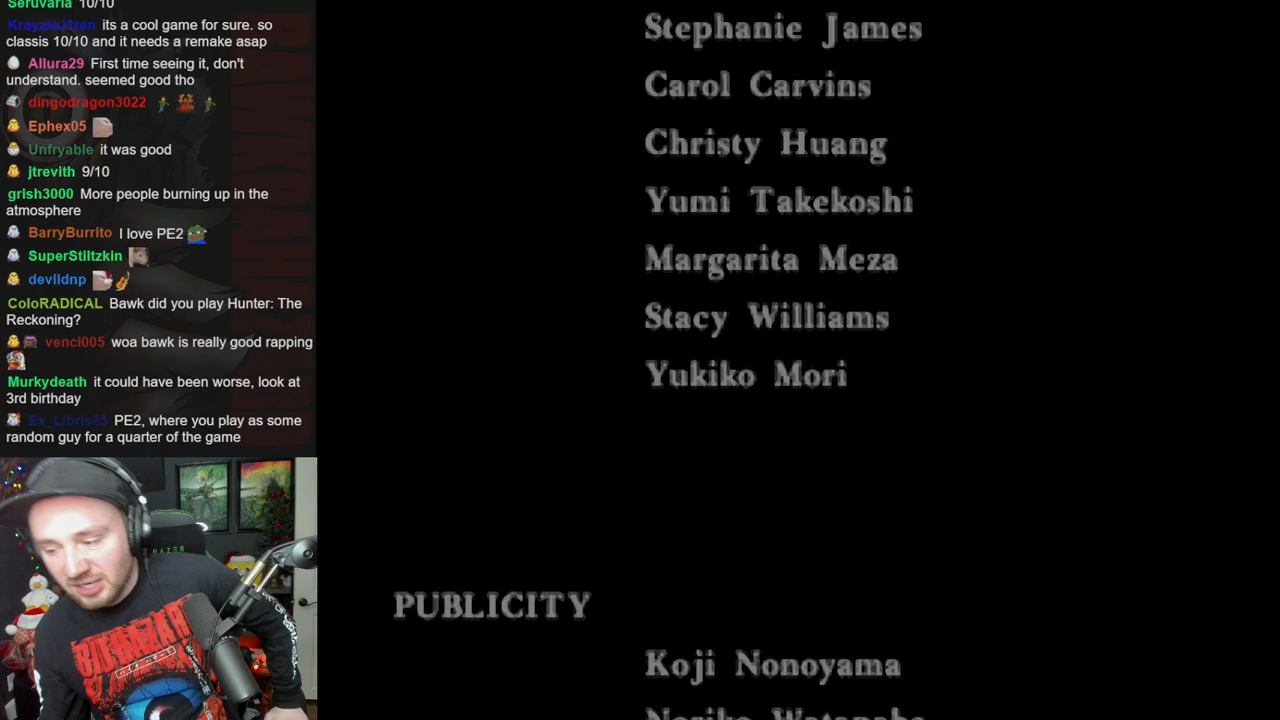 Seruvaria 10/10
KrayzieJ1ren its a cool game for sure. so
classis 10/10 and it needs a remake asap
Allura29 First time seeing it, don't
understand. seemed good tho
dingodragon3022
Ephex05
Unfryable it was good
jtrevith 9/10
grish3000 More people burning up in the
atmosphere
BarryBurrito I love PE2
SuperStiltzkin
devildnp
ColoRADICAL Bawk did you play Hunter: The
Reckoning?
venci005 woa bawk is really good rapping
Murkydeath it could have been worse, look at
3rd birthday
Ex_Libris85 PE2, where you play as some
random guy for a quarter of the game
RAZER
Stephanie James
Carol Carvins
Christy Huang
Yumi Takekoshi
Margarita Meza
Stacy Williams
Yukiko Mori
PUBLICITY
Koji Nonoyama
Noriko Watanabe